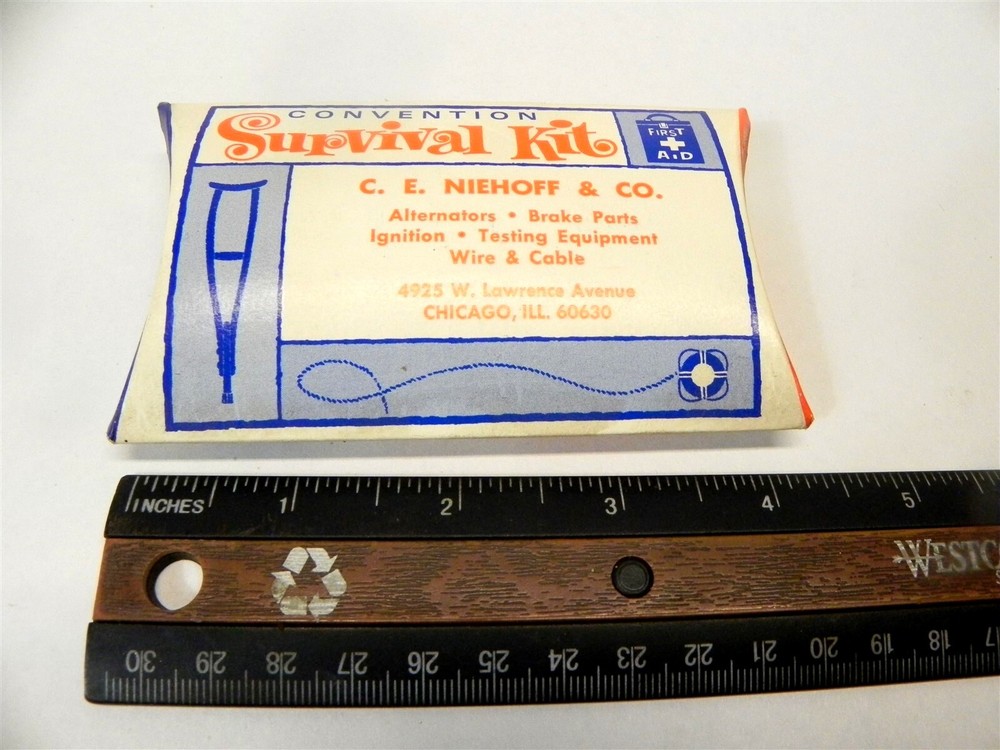 CONVENTION
Survival Kit
FIRST
AID
C. E. NIEHOFF & CO.
Alternators • Brake Parts
Ignition • Testing Equipment
Wire & Cable
4925 W. Lawrence Avenue
CHICAGO, ILL. 60630
INCHES 1 2 3 4 5
WESTC
30 29 28 27 26 25 24 23 22 21 20 19 18 17